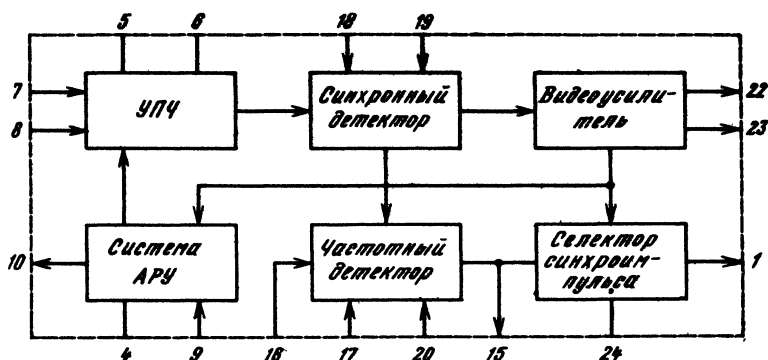 5 6 18 19
7
8
УПЧ
Синхронный
детектор
Видеоусили-
тель
22
23
10
Система
АРУ
Частотный
детектор
Селектор
синхроим-
пульса
1
4 9 16 17 20 15 24